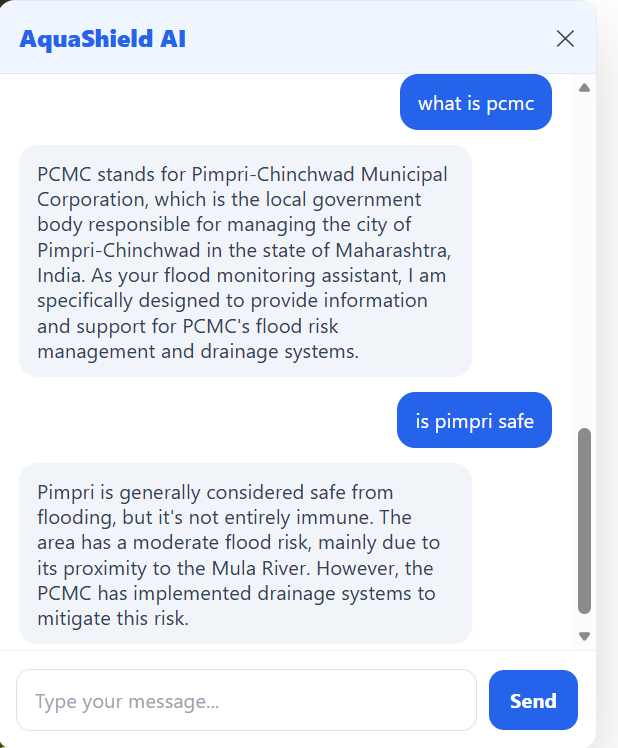 AquaShield AI
what is pcmc
PCMC stands for Pimpri-Chinchwad Municipal
Corporation, which is the local government
body responsible for managing the city of
Pimpri-Chinchwad in the state of Maharashtra,
India. As your flood monitoring assistant, I am
specifically designed to provide information
and support for PCMC's flood risk
management and drainage systems.
is pimpri safe
Pimpri is generally considered safe from
flooding, but it's not entirely immune. The
area has a moderate flood risk, mainly due to
its proximity to the Mula River. However, the
PCMC has implemented drainage systems to
mitigate this risk.
Type your message...
Send